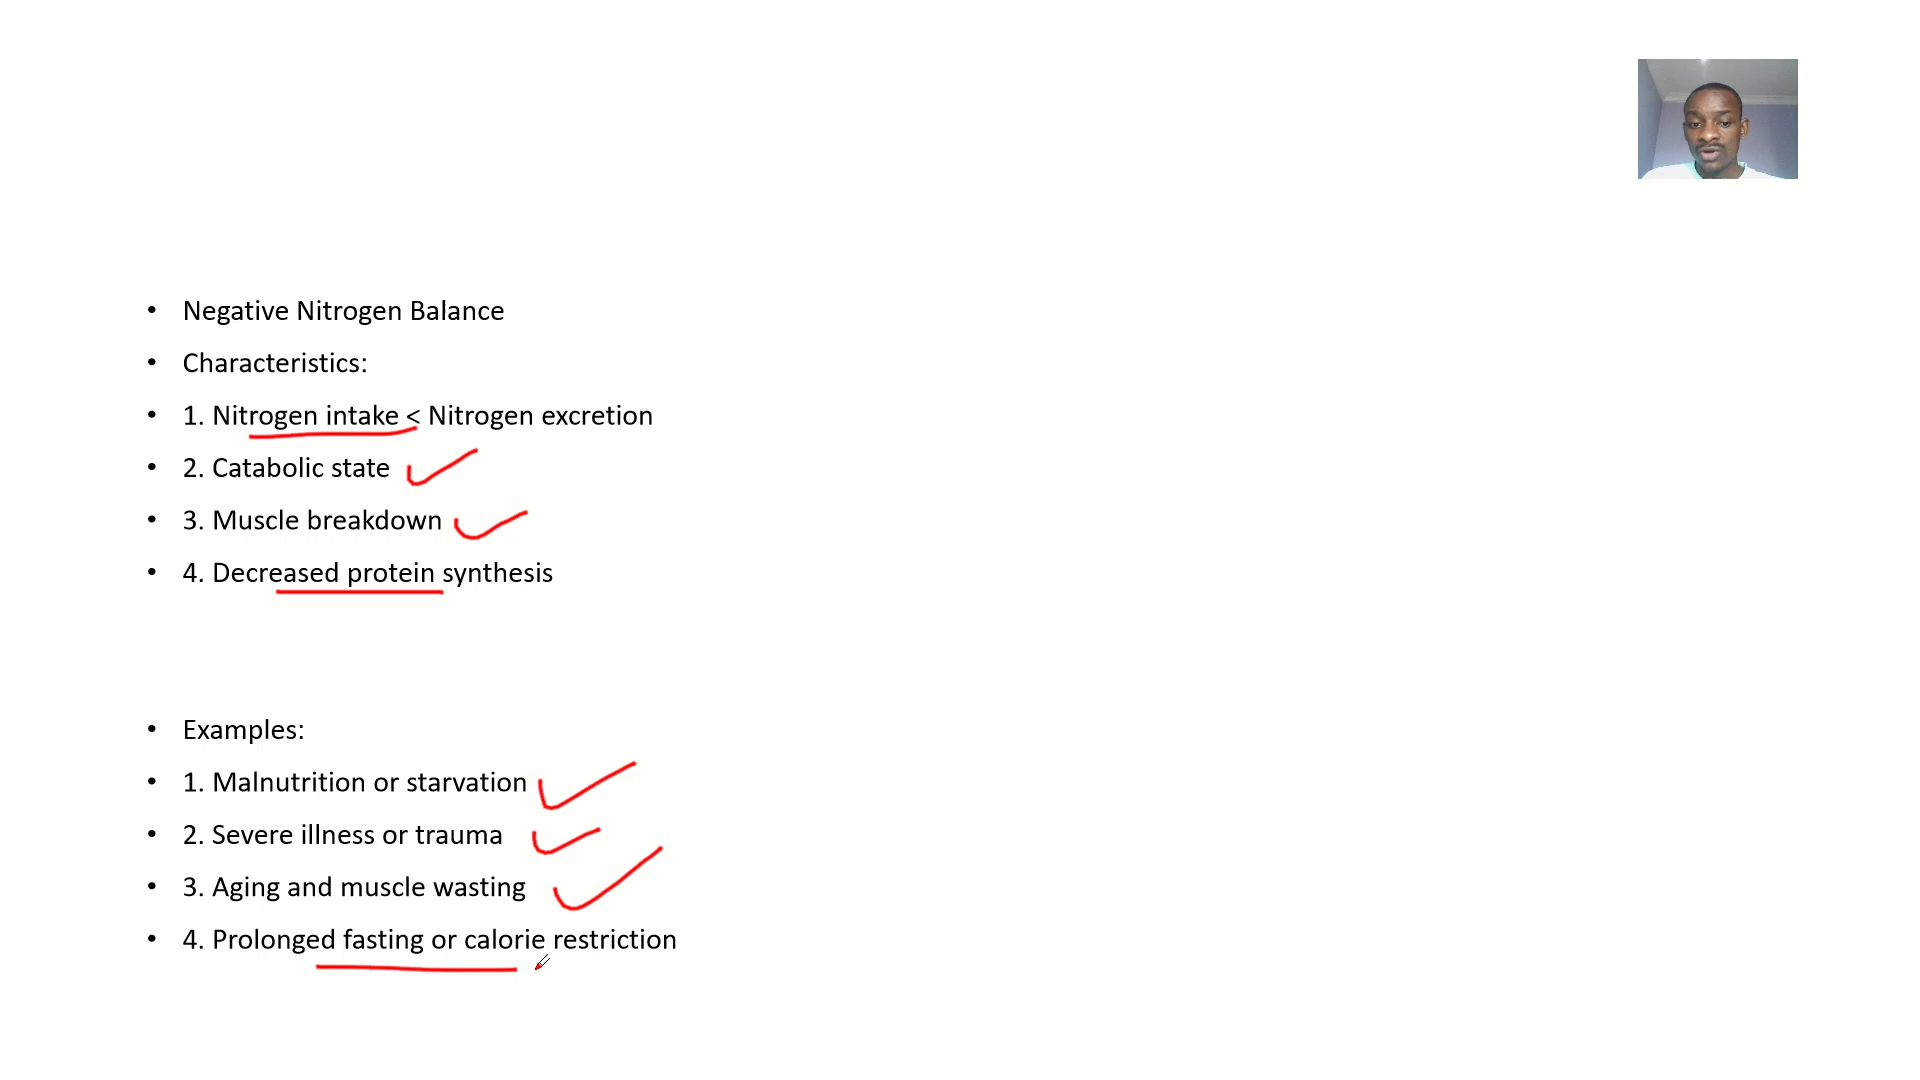 • Negative Nitrogen Balance
• Characteristics:
• 1. Nitrogen intake < Nitrogen excretion
• 2. Catabolic state
• 3. Muscle breakdown
• 4. Decreased protein synthesis
• Examples:
• 1. Malnutrition or starvation
• 2. Severe illness or trauma
• 3. Aging and muscle wasting
• 4. Prolonged fasting or calorie restriction